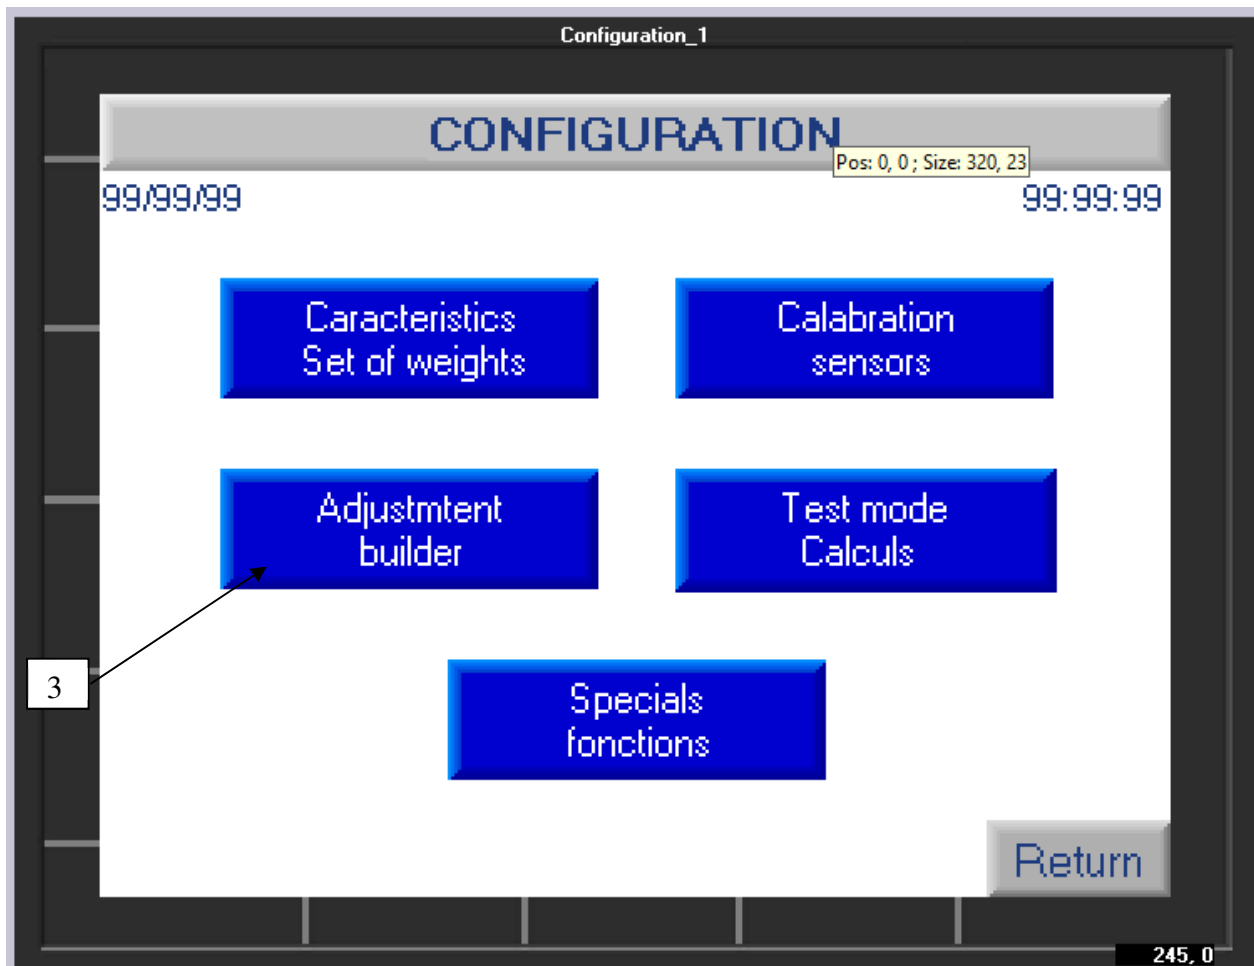 Configuration_1
CONFIGURATION
Pos: 0, 0 ; Size: 320, 23
99/99/99
99:99:99
Caracteristics
Set of weights
Calabration
sensors
Adjustmtent
builder
Test mode
Calculs
3
Specials
fonctions
Return
245, 0